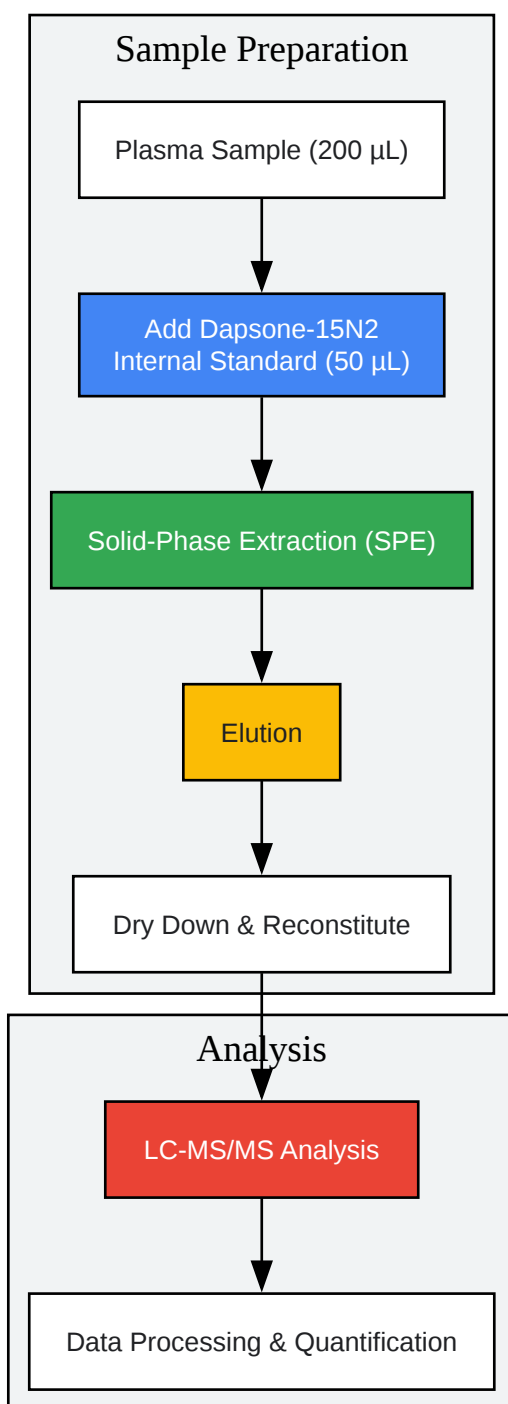 Sample Preparation
Plasma Sample (200 µL)
Add Dapsone-15N2
Internal Standard (50 µL)
Solid-Phase Extraction (SPE)
Elution
Dry Down & Reconstitute
Analysis
LC-MS/MS Analysis
Data Processing & Quantification